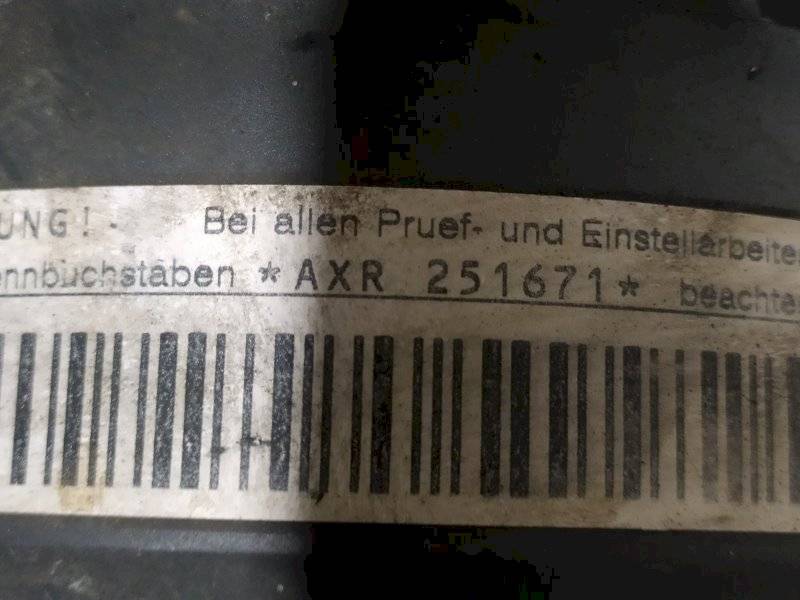 UNG! Bei allen Pruef- und Einstellarbeiten
ennbuchstaben *AXR 251671* beachte